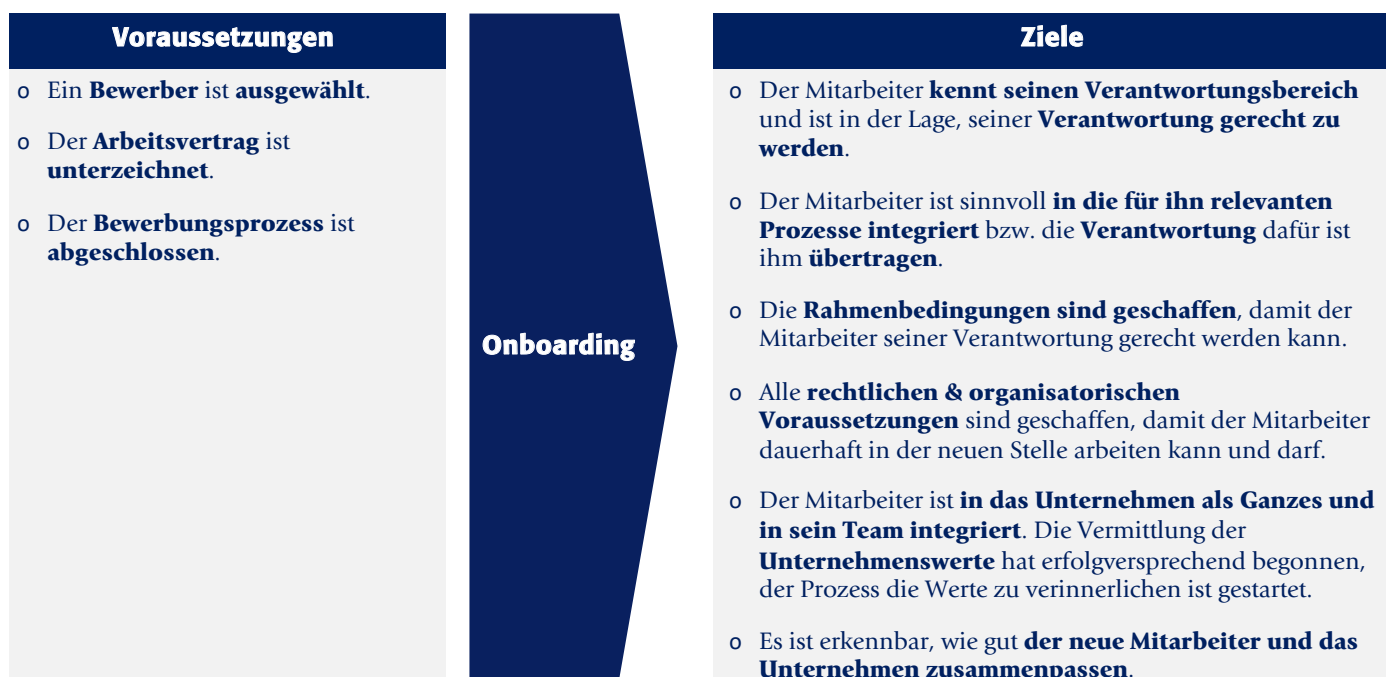 Voraussetzungen
o Ein Bewerber ist ausgewählt.
o Der Arbeitsvertrag ist
unterzeichnet.
o Der Bewerbungsprozess ist
abgeschlossen.
Onboarding
Ziele
o Der Mitarbeiter kennt seinen Verantwortungsbereich
und ist in der Lage, seiner Verantwortung gerecht zu
werden.
o Der Mitarbeiter ist sinnvoll in die für ihn relevanten
Prozesse integriert bzw. die Verantwortung dafür ist
ihm übertragen.
o Die Rahmenbedingungen sind geschaffen, damit der
Mitarbeiter seiner Verantwortung gerecht werden kann.
o Alle rechtlichen & organisatorischen
Voraussetzungen sind geschaffen, damit der Mitarbeiter
dauerhaft in der neuen Stelle arbeiten kann und darf.
o Der Mitarbeiter ist in das Unternehmen als Ganzes und
in sein Team integriert. Die Vermittlung der
Unternehmenswerte hat erfolgversprechend begonnen,
der Prozess die Werte zu verinnerlichen ist gestartet.
o Es ist erkennbar, wie gut der neue Mitarbeiter und das
Unternehmen zusammenpassen.